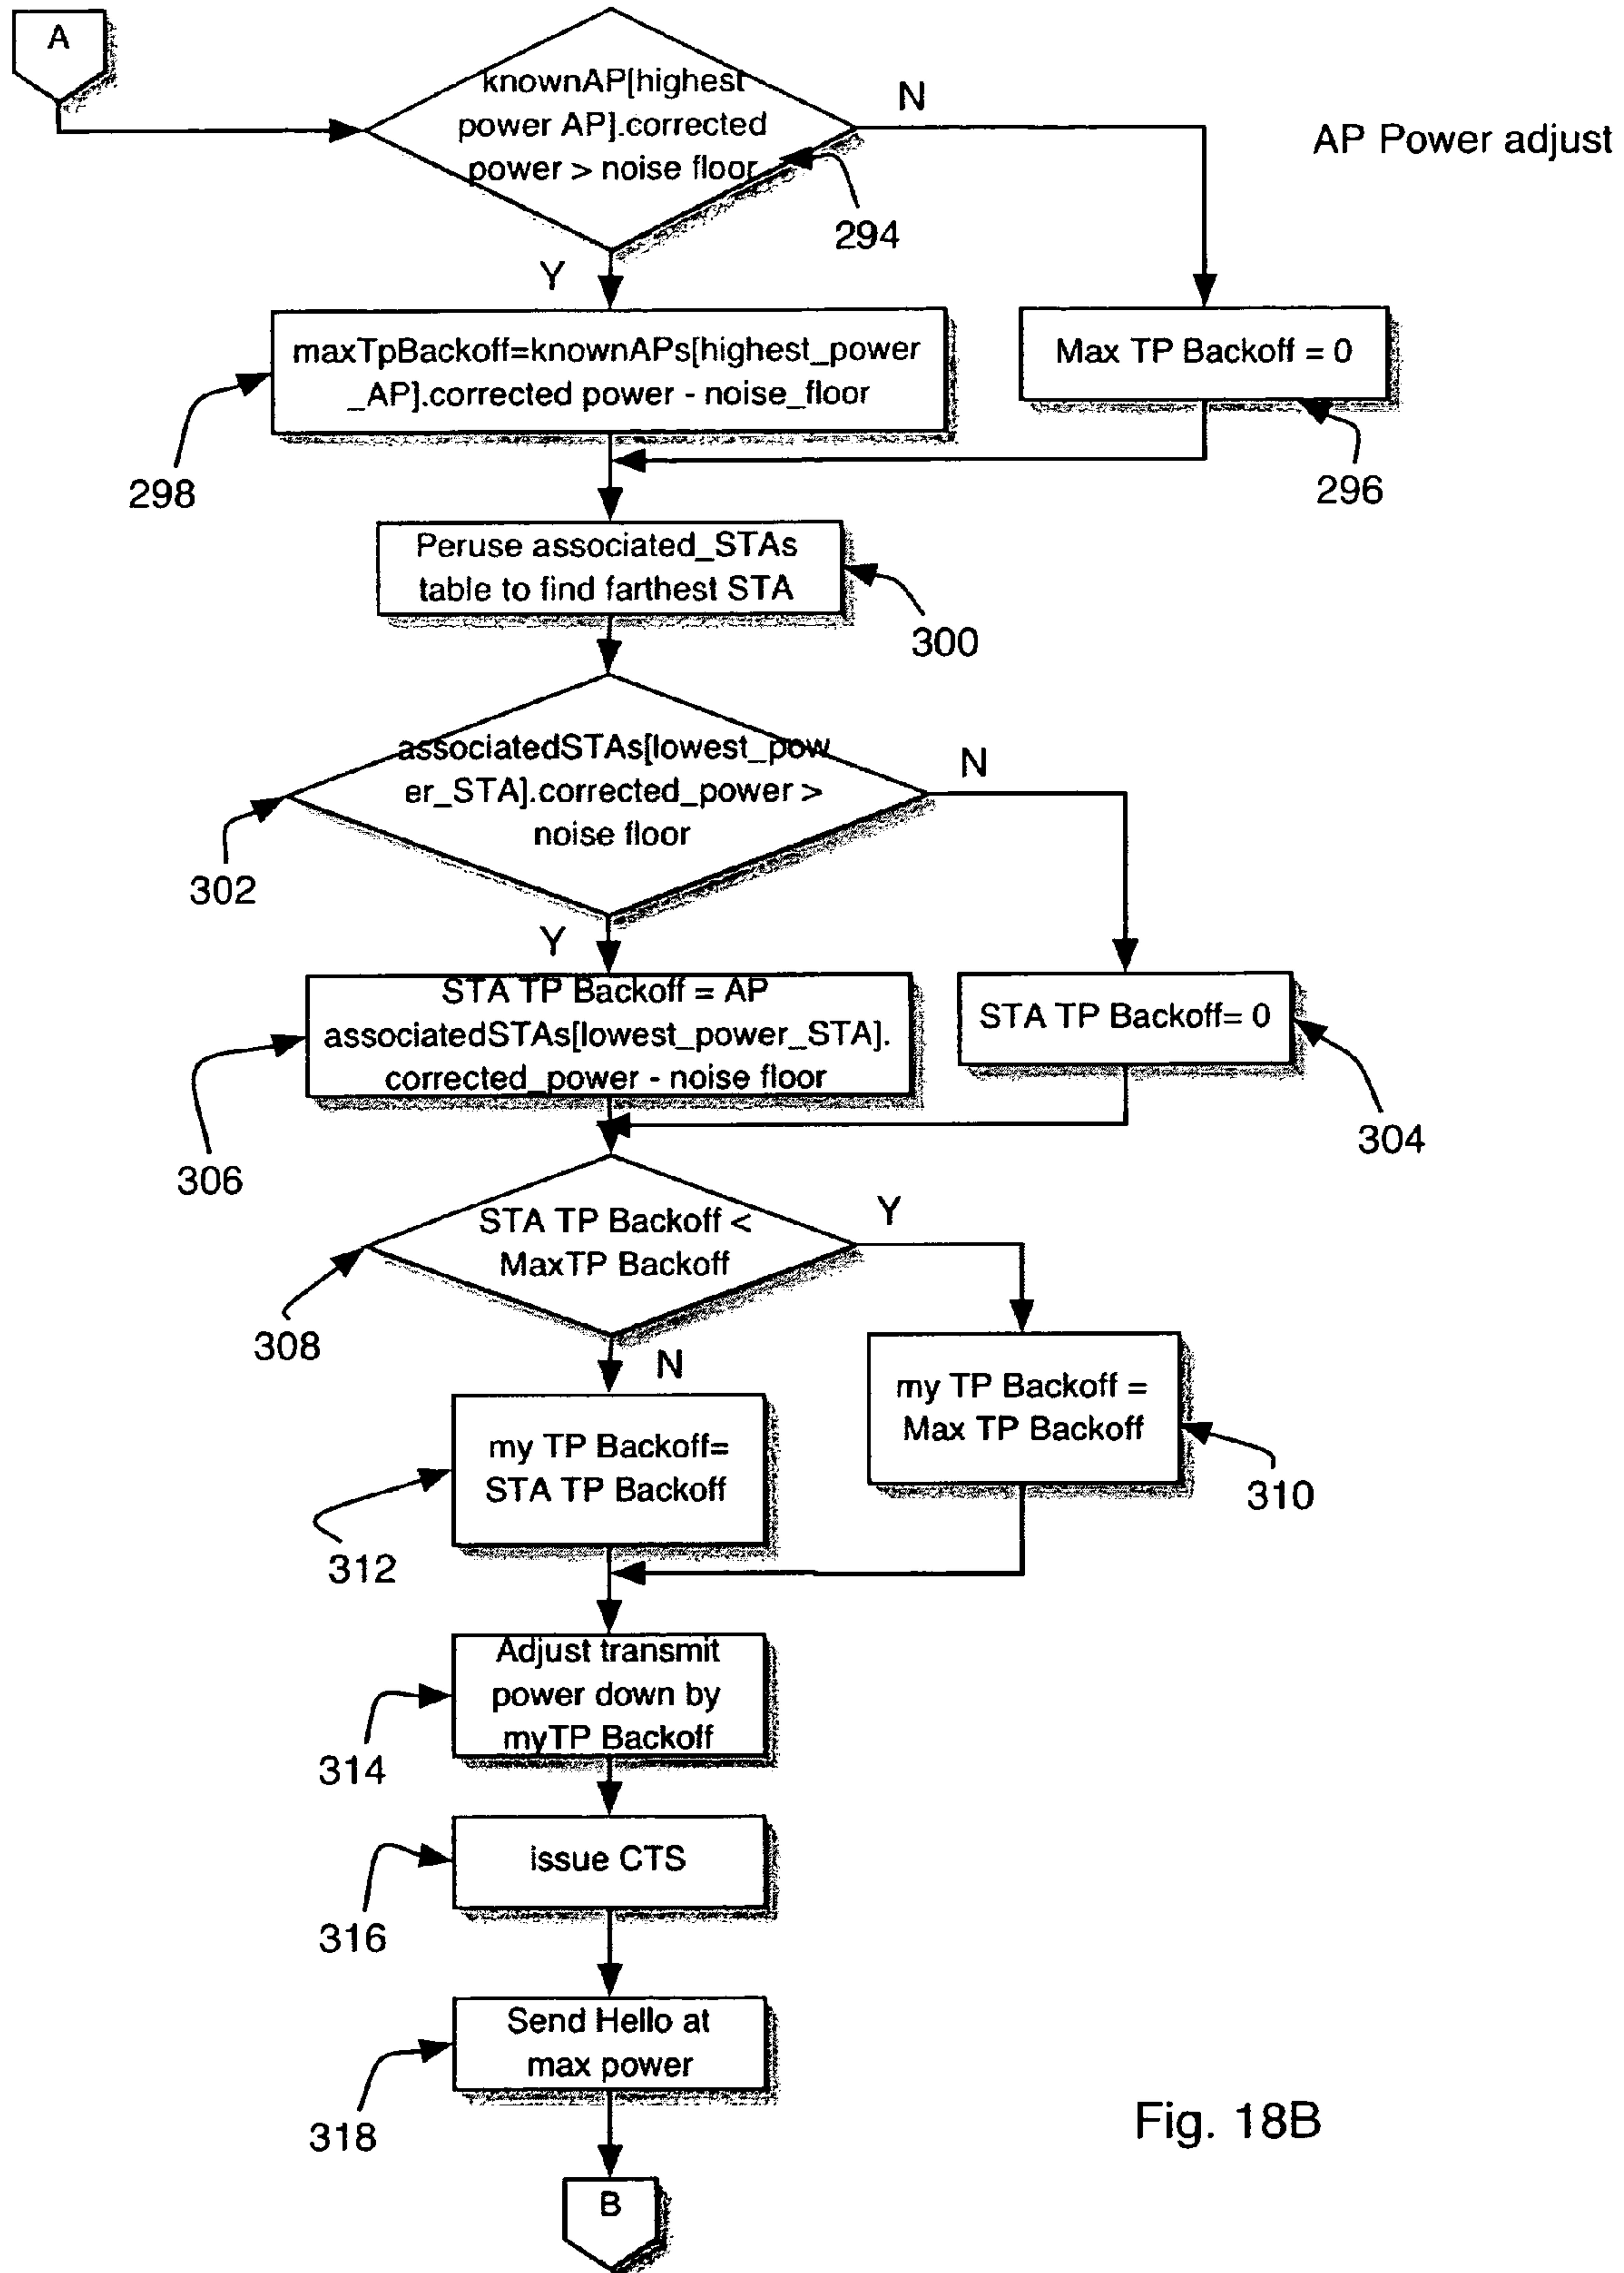 A
knownAP[highest
power AP].corrected
power > noise floor
N
AP Power adjust
294
Y
maxTpBackoff=knownAPs[highest_power
_AP].corrected power - noise_floor
Max TP Backoff = 0
298
296
Peruse associated_STAs
table to find farthest STA
300
associatedSTAs[lowest_pow
er_STA].corrected_power >
noise floor
N
302
Y
STA TP Backoff = AP
associatedSTAs[lowest_power_STA].
corrected_power - noise floor
STA TP Backoff= 0
306
304
STA TP Backoff <
MaxTP Backoff
Y
308
N
my TP Backoff =
Max TP Backoff
my TP Backoff=
STA TP Backoff
310
312
Adjust transmit
power down by
myTP Backoff
314
issue CTS
316
Send Hello at
max power
318
Fig. 18B
B